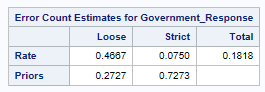 Error Count Estimates for Government_Response
Loose Strict Total
Rate 0.4667 0.0750 0.1818
Priors 0.2727 0.7273